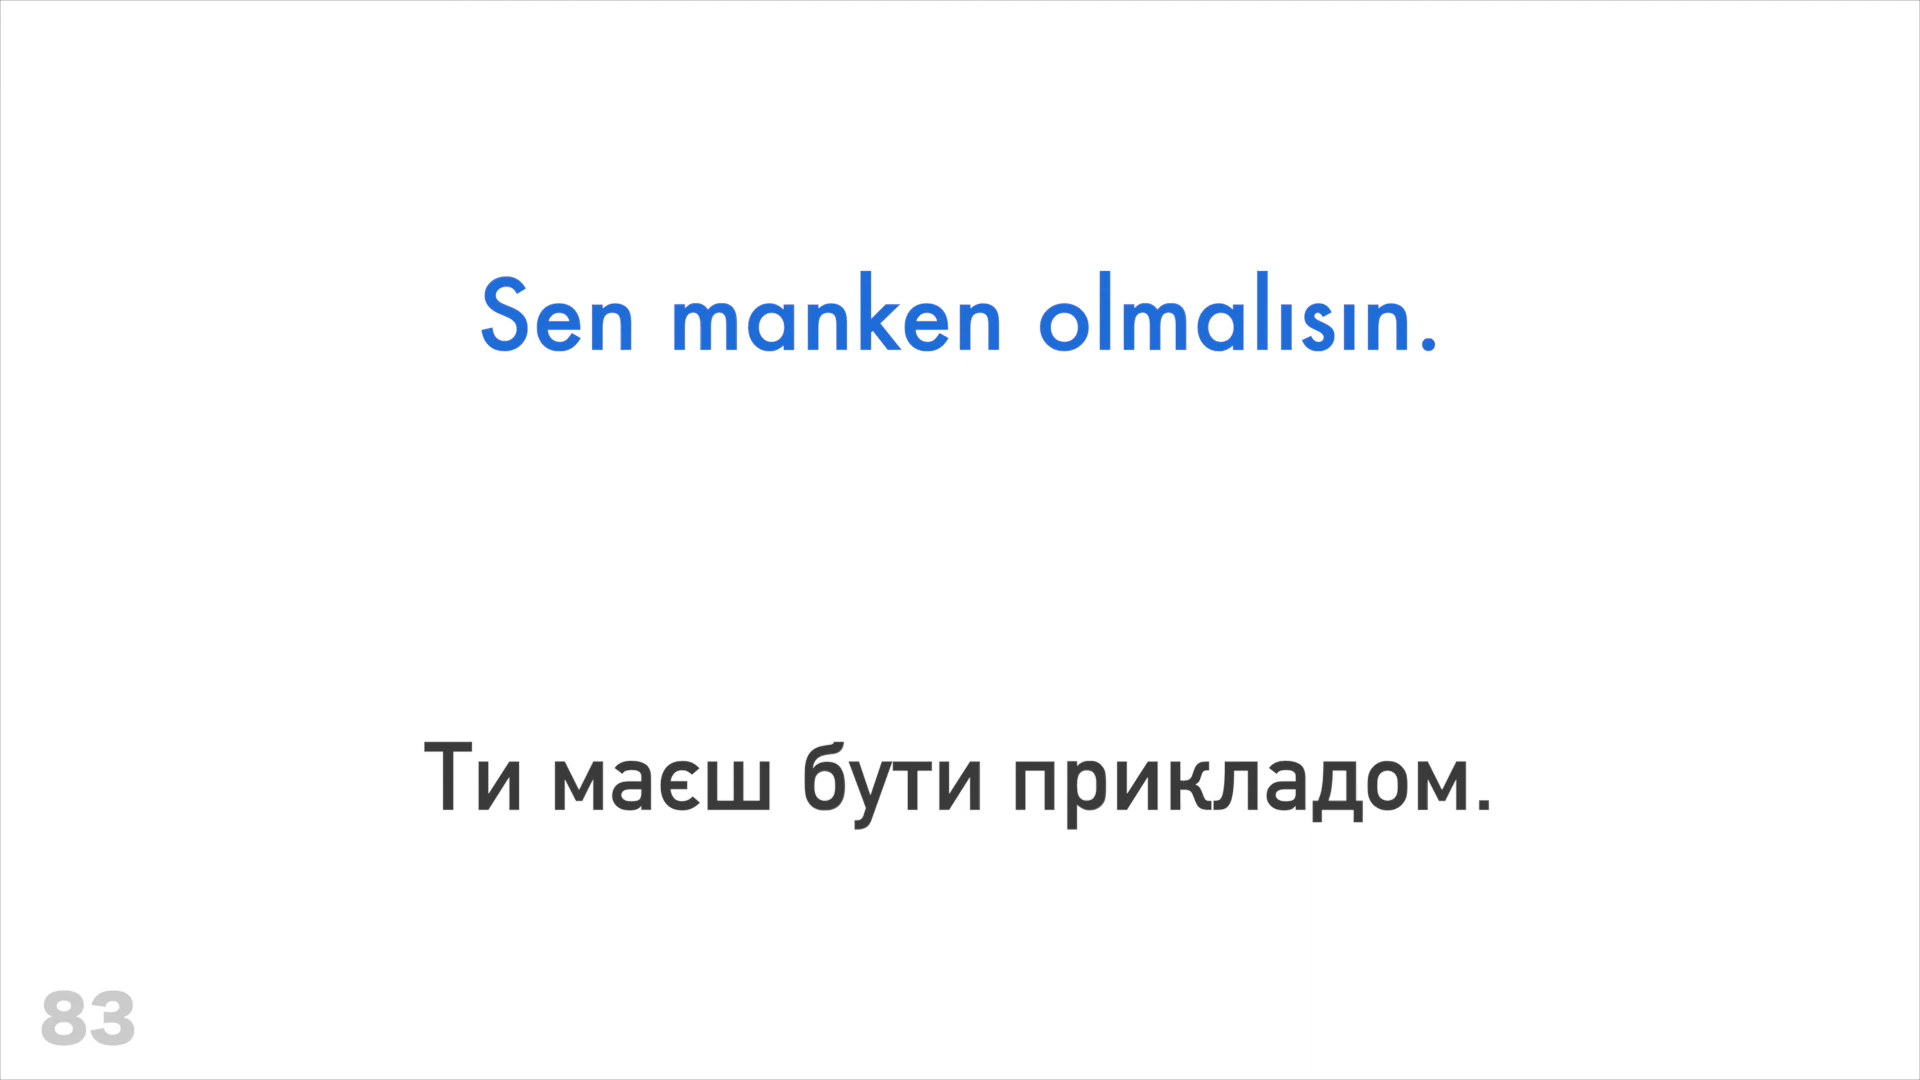 Sen manken olmalısın.
Ти маєш бути прикладом.
83